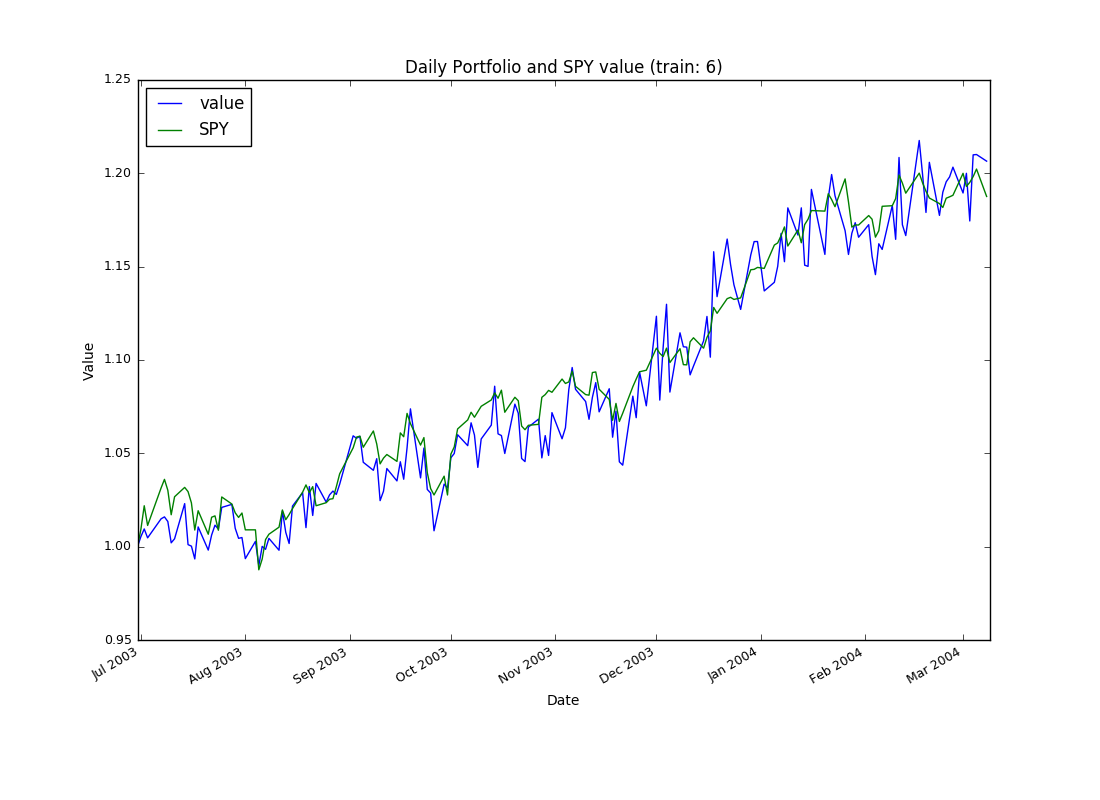 Daily Portfolio and SPY value (train: 6)
1.25
value
SPY
1.20
1.15
1.10
Value
1.05
1.00
0.95
Jul 2003
Aug 2003
Sep 2003
Oct 2003
Nov 2003
Dec 2003
Jan 2004
Feb 2004
Mar 2004
Date